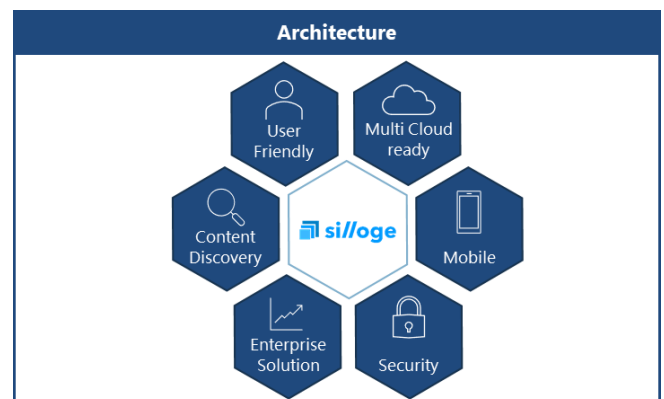 Architecture
User
Friendly
Multi Cloud
ready
Content
Discovery
silloge
Mobile
Enterprise
Solution
Security